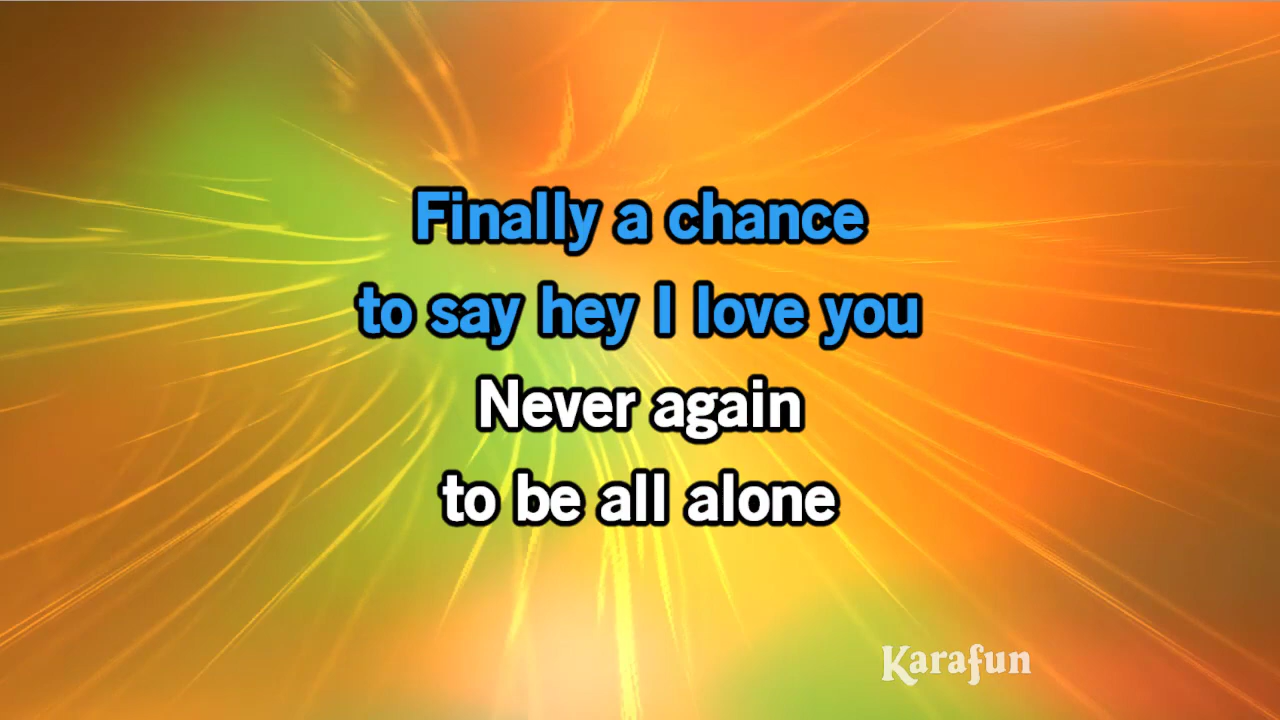 Finally a chance
to say hey I love you
Never again
to be all alone
Karafun